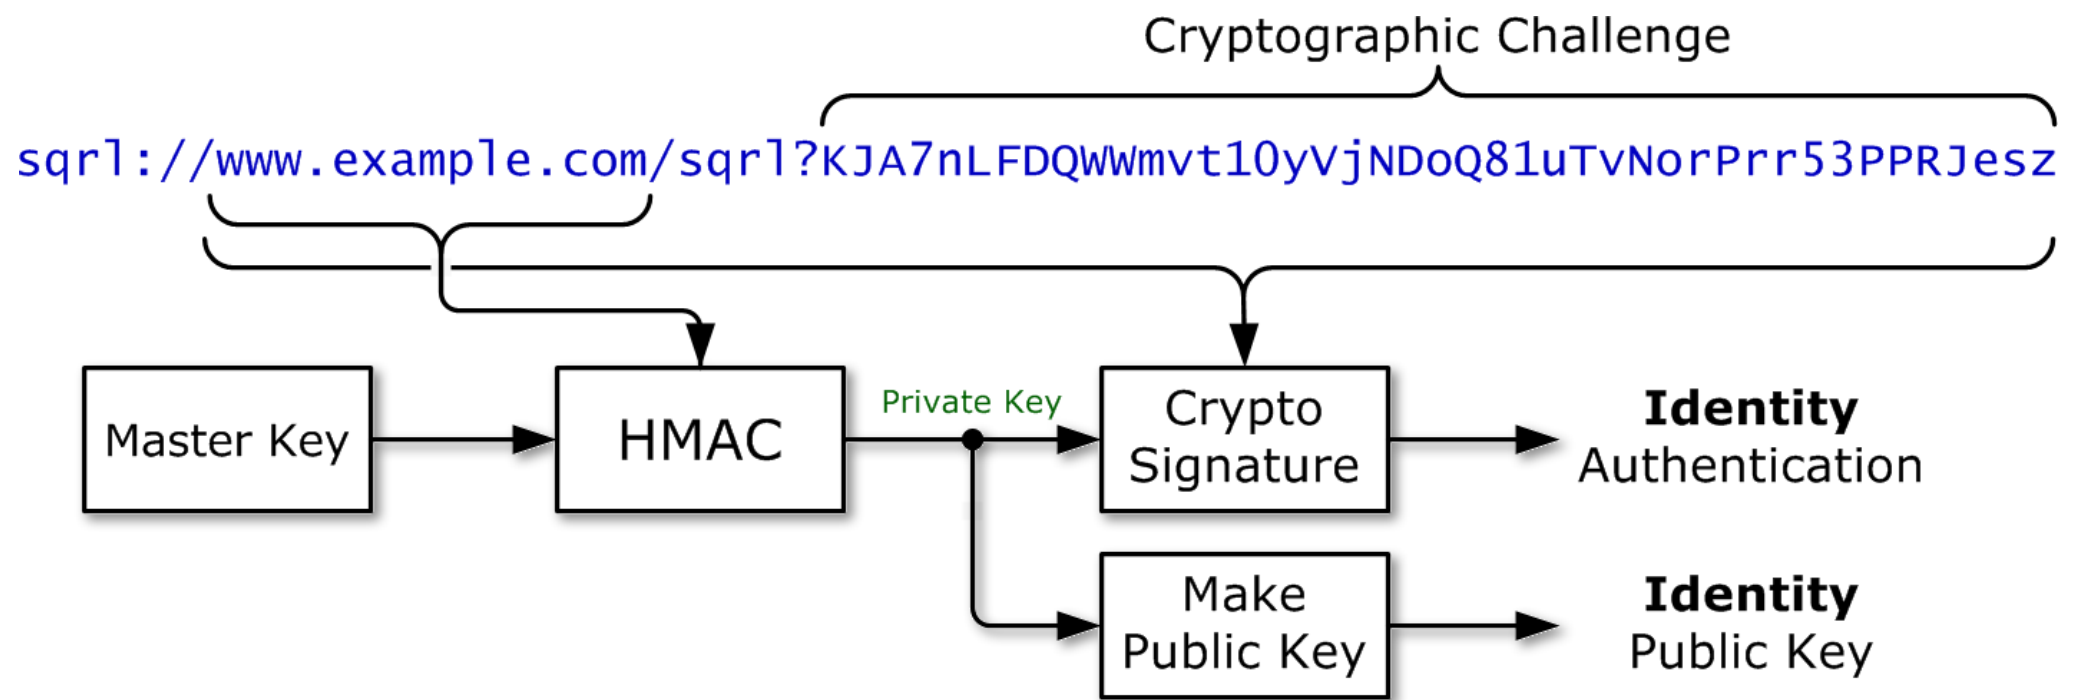 Cryptographic Challenge
sqrl://www.example.com/sqrl?KJA7nLFDQWWmvt10yVjNDoQ81uTvNorPrr53PPRJesz
Master Key
HMAC
Private Key
Crypto
Signature
Identity
Authentication
Make
Public Key
Identity
Public Key